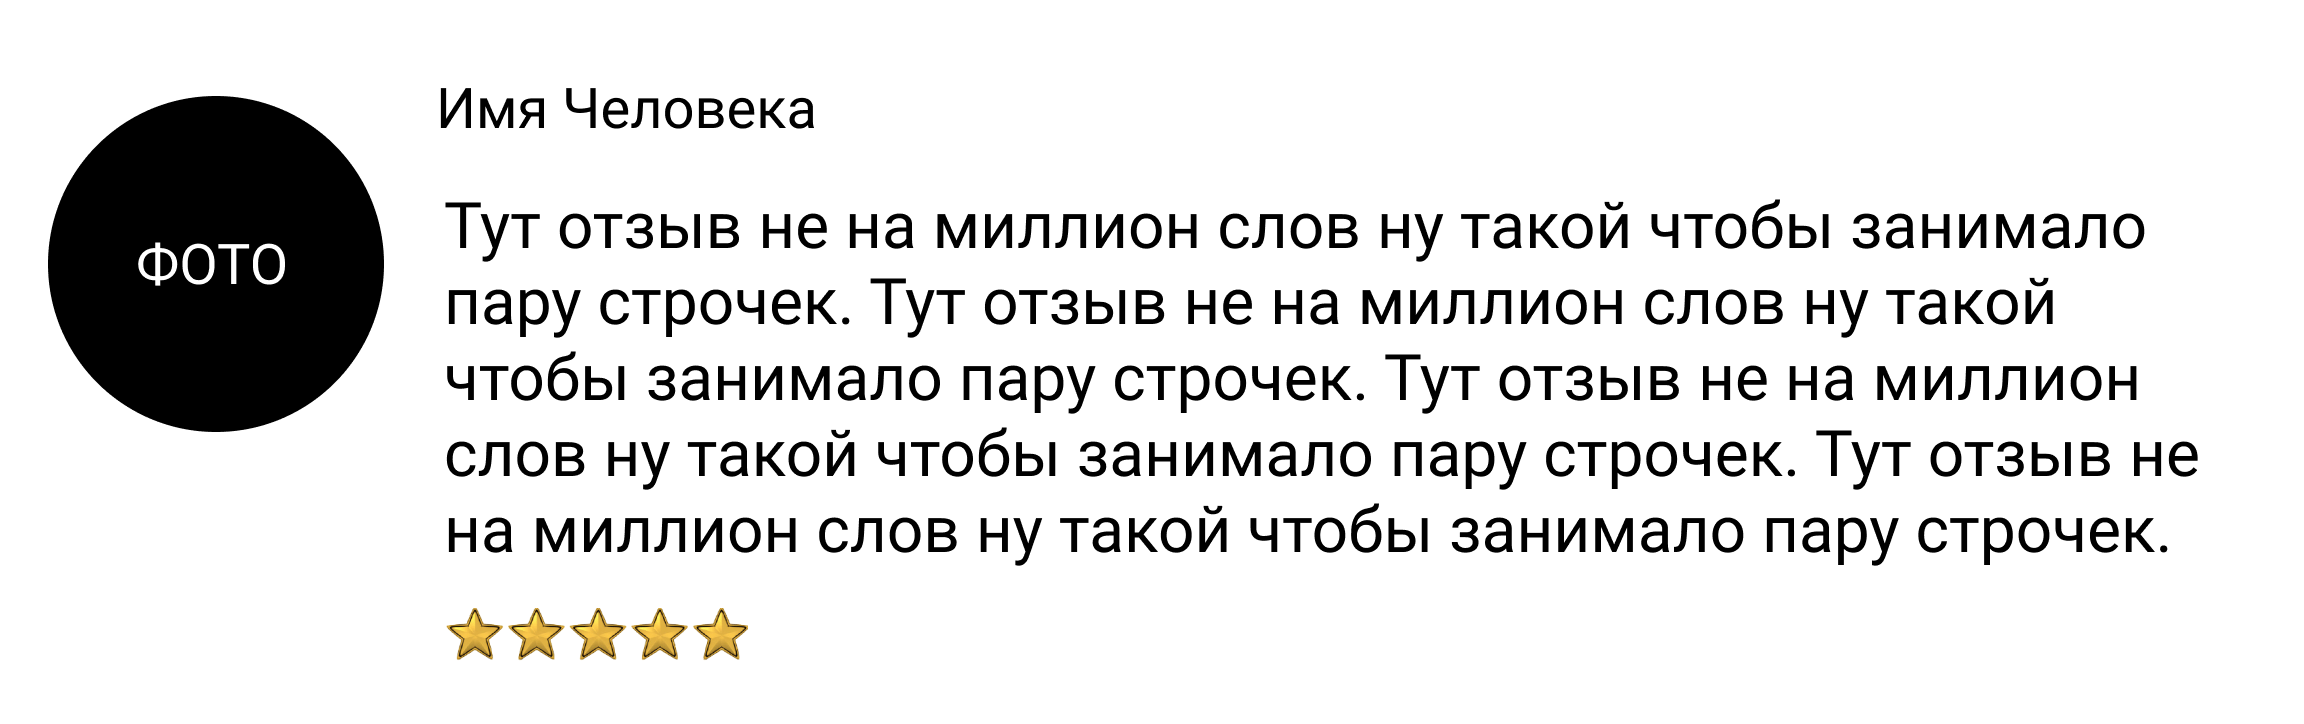 Имя Человека
ФОТО
Тут отзыв не на миллион слов ну такой чтобы занимало
пару строчек. Тут отзыв не на миллион слов ну такой
чтобы занимало пару строчек. Тут отзыв не на миллион
слов ну такой чтобы занимало пару строчек. Тут отзыв не
на миллион слов ну такой чтобы занимало пару строчек.